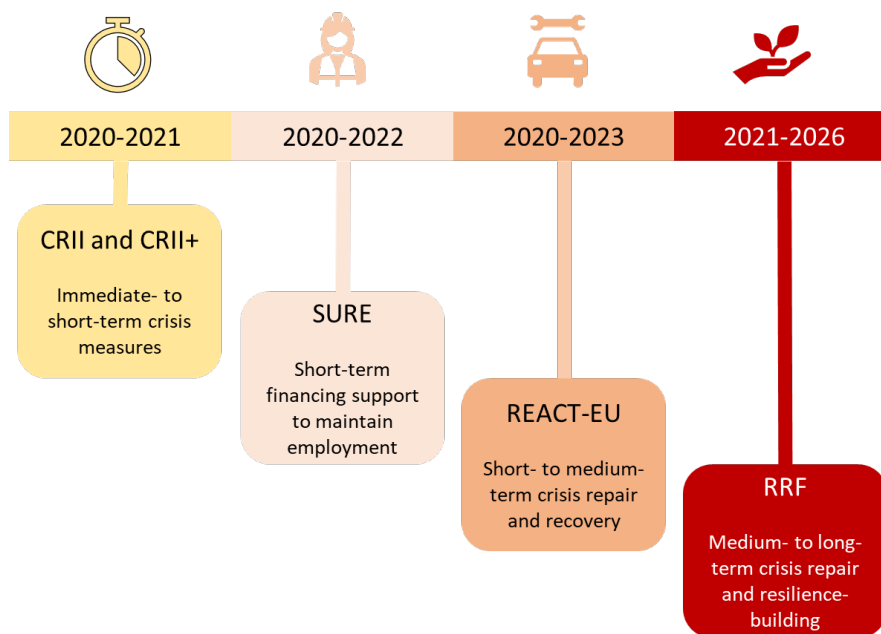 2020-2021
2020-2022
2020-2023
2021-2026
CRII and CRII+
Immediate- to
short-term crisis
measures
SURE
Short-term
financing support
to maintain
employment
REACT-EU
Short- to medium-
term crisis repair
and recovery
RRF
Medium- to long-
term crisis repair
and resilience-
building